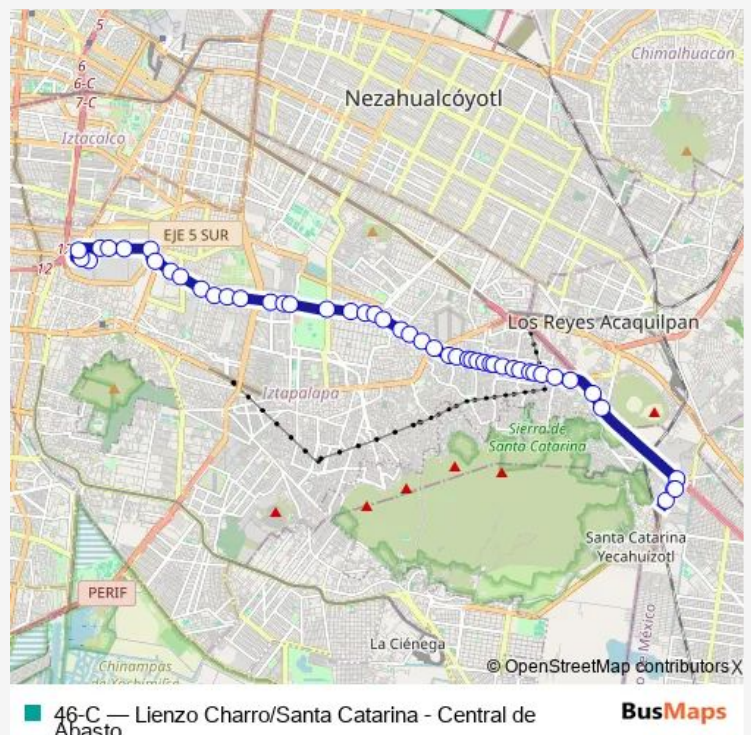 5
6
6-C
7-C
Chimalhuacán
Nezahualcóyotl
Iztacalco
EJE 5 SUR
12
Los Reyes Acaquilpan
Iztapalapa
Sierra de
Santa Catarina
Santa Catarina
Yecahuizotl
PERIF
o de México
La Ciénega
Chinampas
de Xochimilco
© OpenStreetMap contributors X
46-C — Lienzo Charro/Santa Catarina - Central de
Abasto
BusMaps